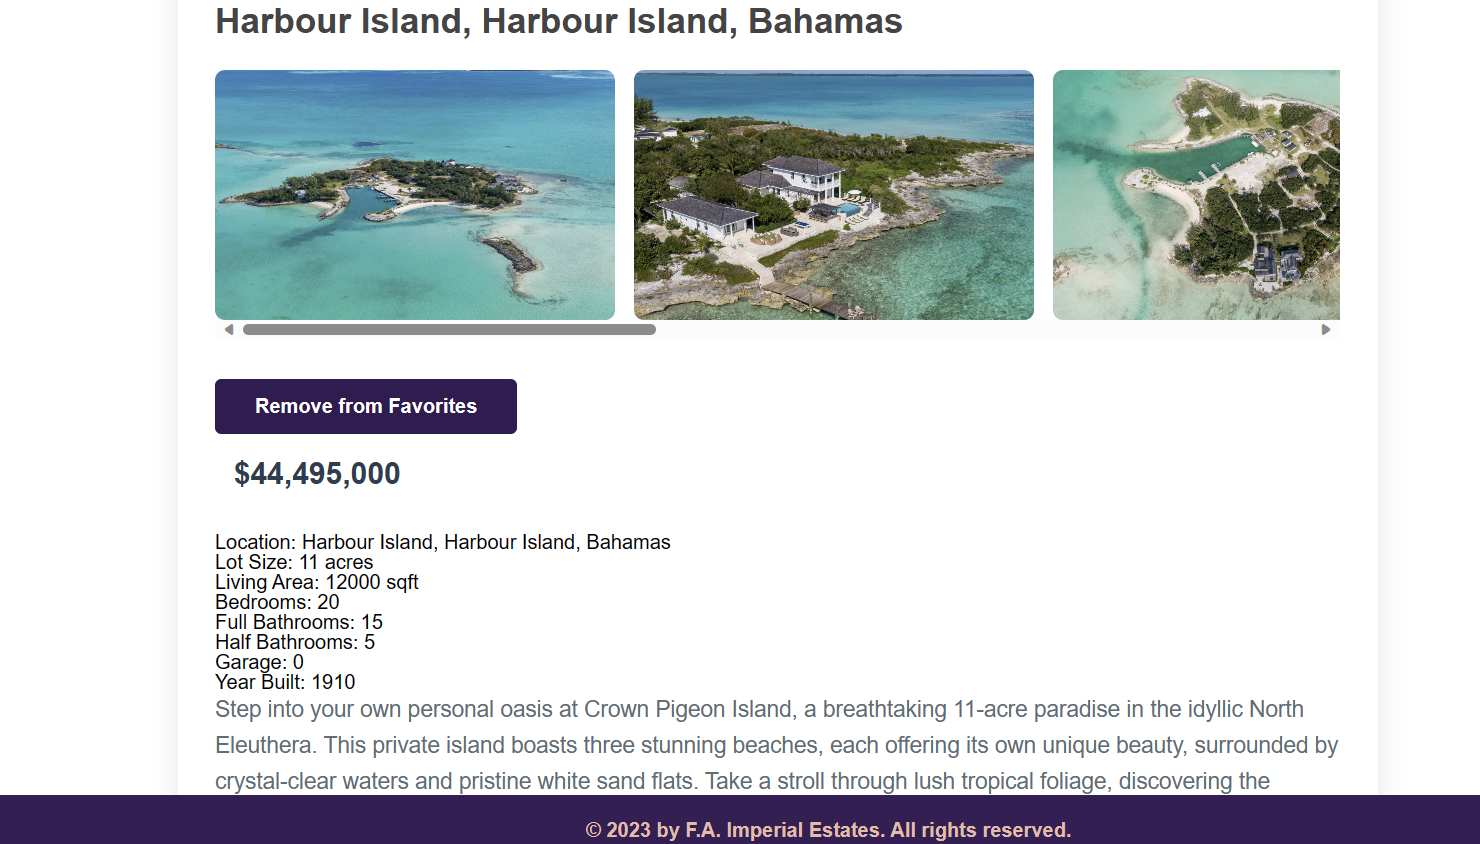 Harbour Island, Harbour Island, Bahamas
Remove from Favorites
$44,495,000
Location: Harbour Island, Harbour Island, Bahamas
Lot Size: 11 acres
Living Area: 12000 sqft
Bedrooms: 20
Full Bathrooms: 15
Half Bathrooms: 5
Garage: 0
Year Built: 1910
Step into your own personal oasis at Crown Pigeon Island, a breathtaking 11-acre paradise in the idyllic North
Eleuthera. This private island boasts three stunning beaches, each offering its own unique beauty, surrounded by
crystal-clear waters and pristine white sand flats. Take a stroll through lush tropical foliage, discovering the
© 2023 by F.A. Imperial Estates. All rights reserved.